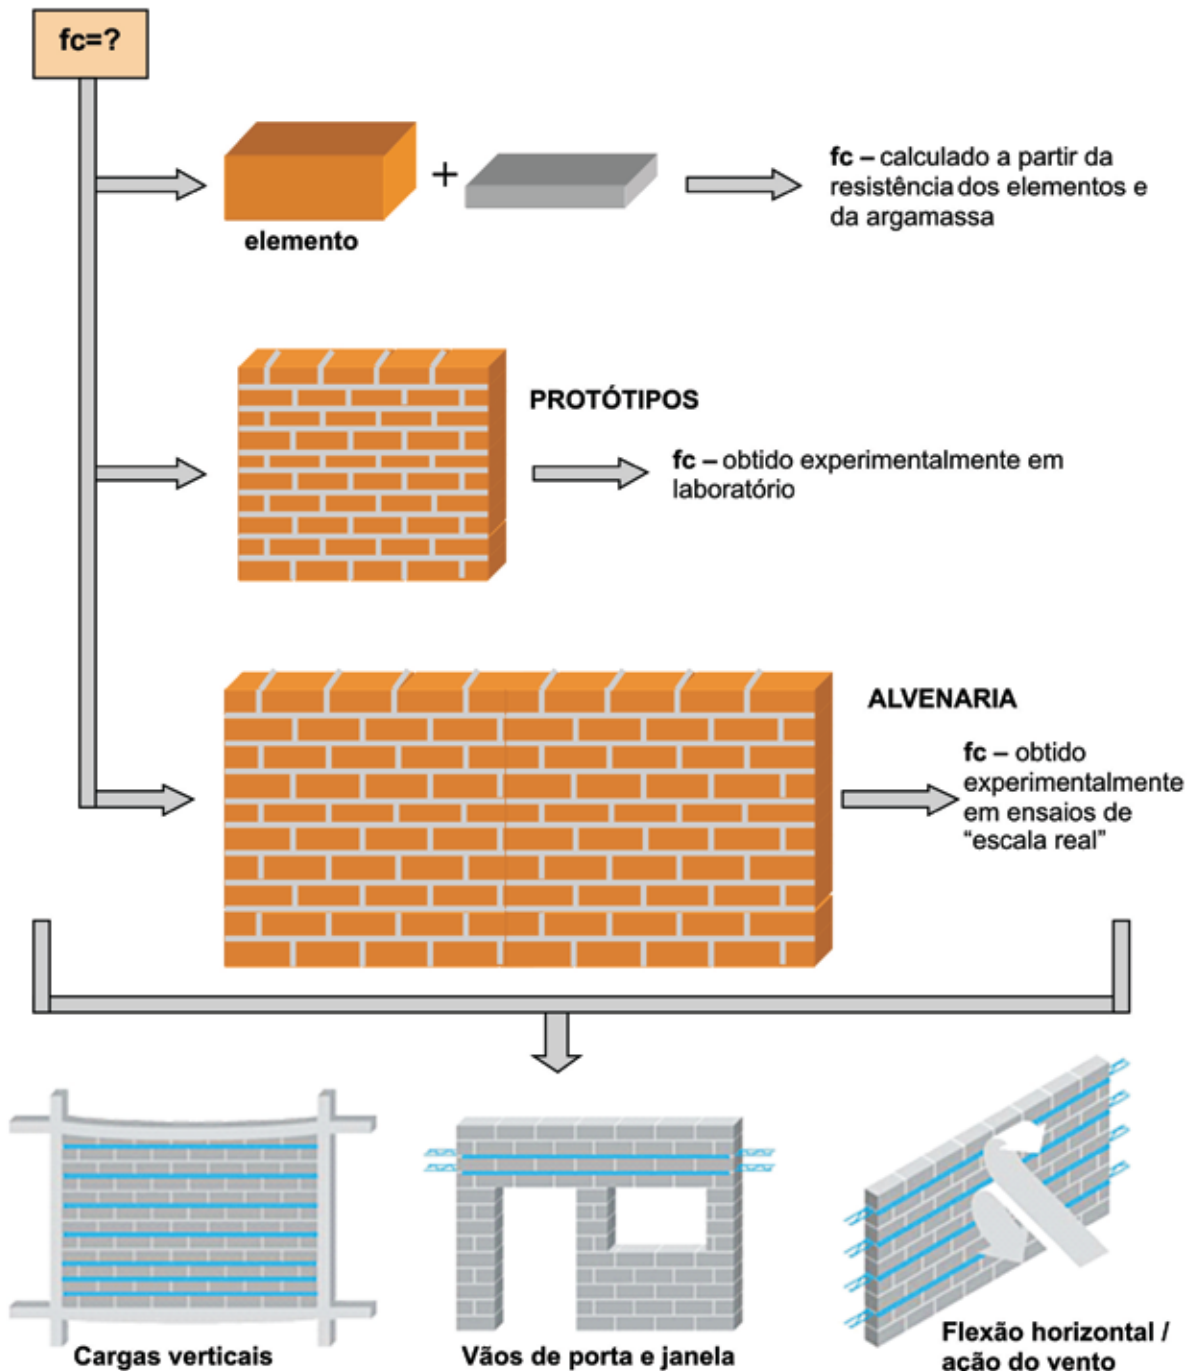 fc=?
+
fc – calculado a partir da
resistência dos elementos e
da argamassa
elemento
PROTÓTIPOS
fc – obtido experimentalmente em
laboratório
ALVENARIA
fc – obtido
experimentalmente
em ensaios de
“escala real”
Cargas verticais
Vãos de porta e janela
Flexão horizontal /
ação do vento